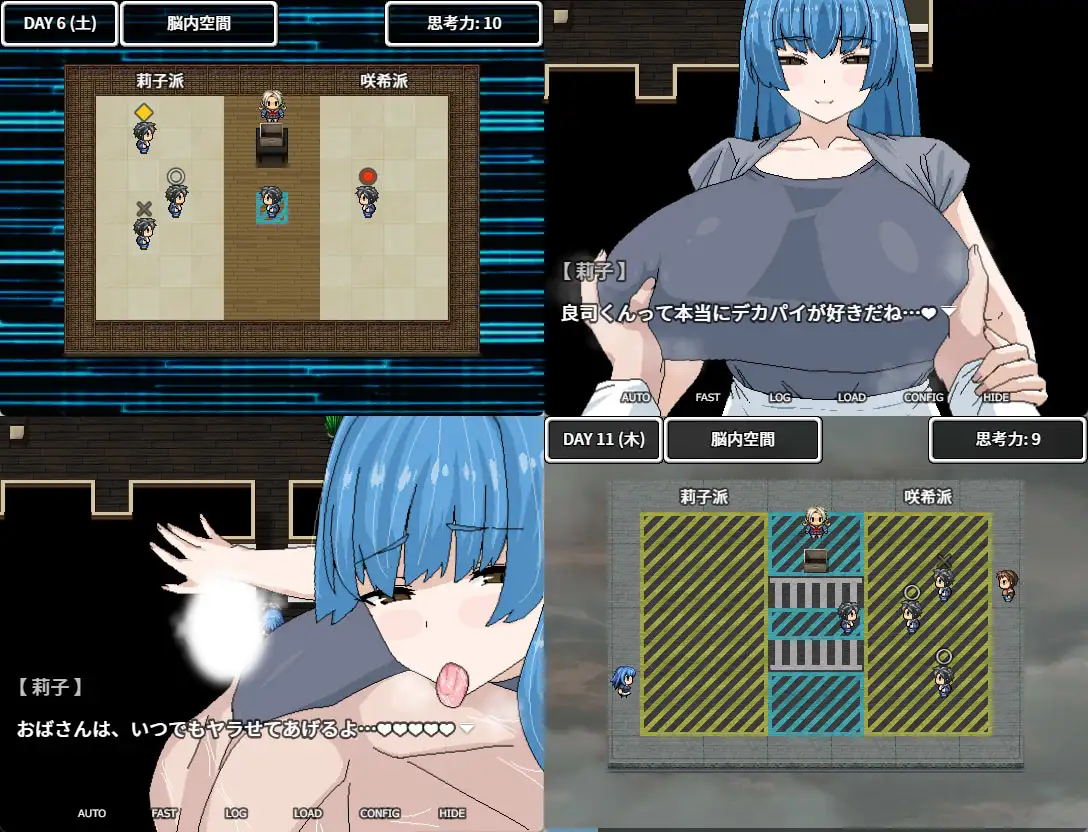 DAY 6 (土)
脳内空間
思考力: 10
莉子派
咲希派
【 莉子 】
良司くんって本当にデカパイが好きだね…❤
AUTO
FAST
LOG
LOAD
CONFIG
HIDE
【 莉子 】
おばさんは、いつでもヤラせてあげるよ…❤❤❤❤❤
AUTO
FAST
LOG
LOAD
CONFIG
HIDE
DAY 11 (木)
脳内空間
思考力: 9
莉子派
咲希派